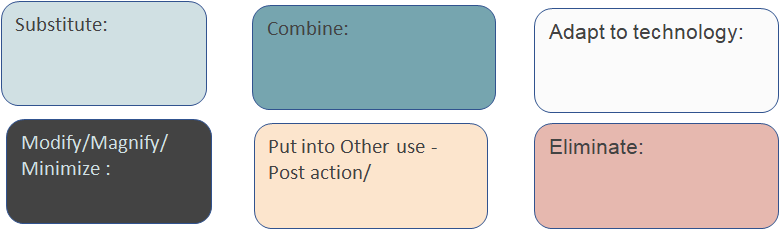 Substitute:
Combine:
Adapt to technology:
Modify/Magnify/
Minimize :
Put into Other use -
Post action/
Eliminate: